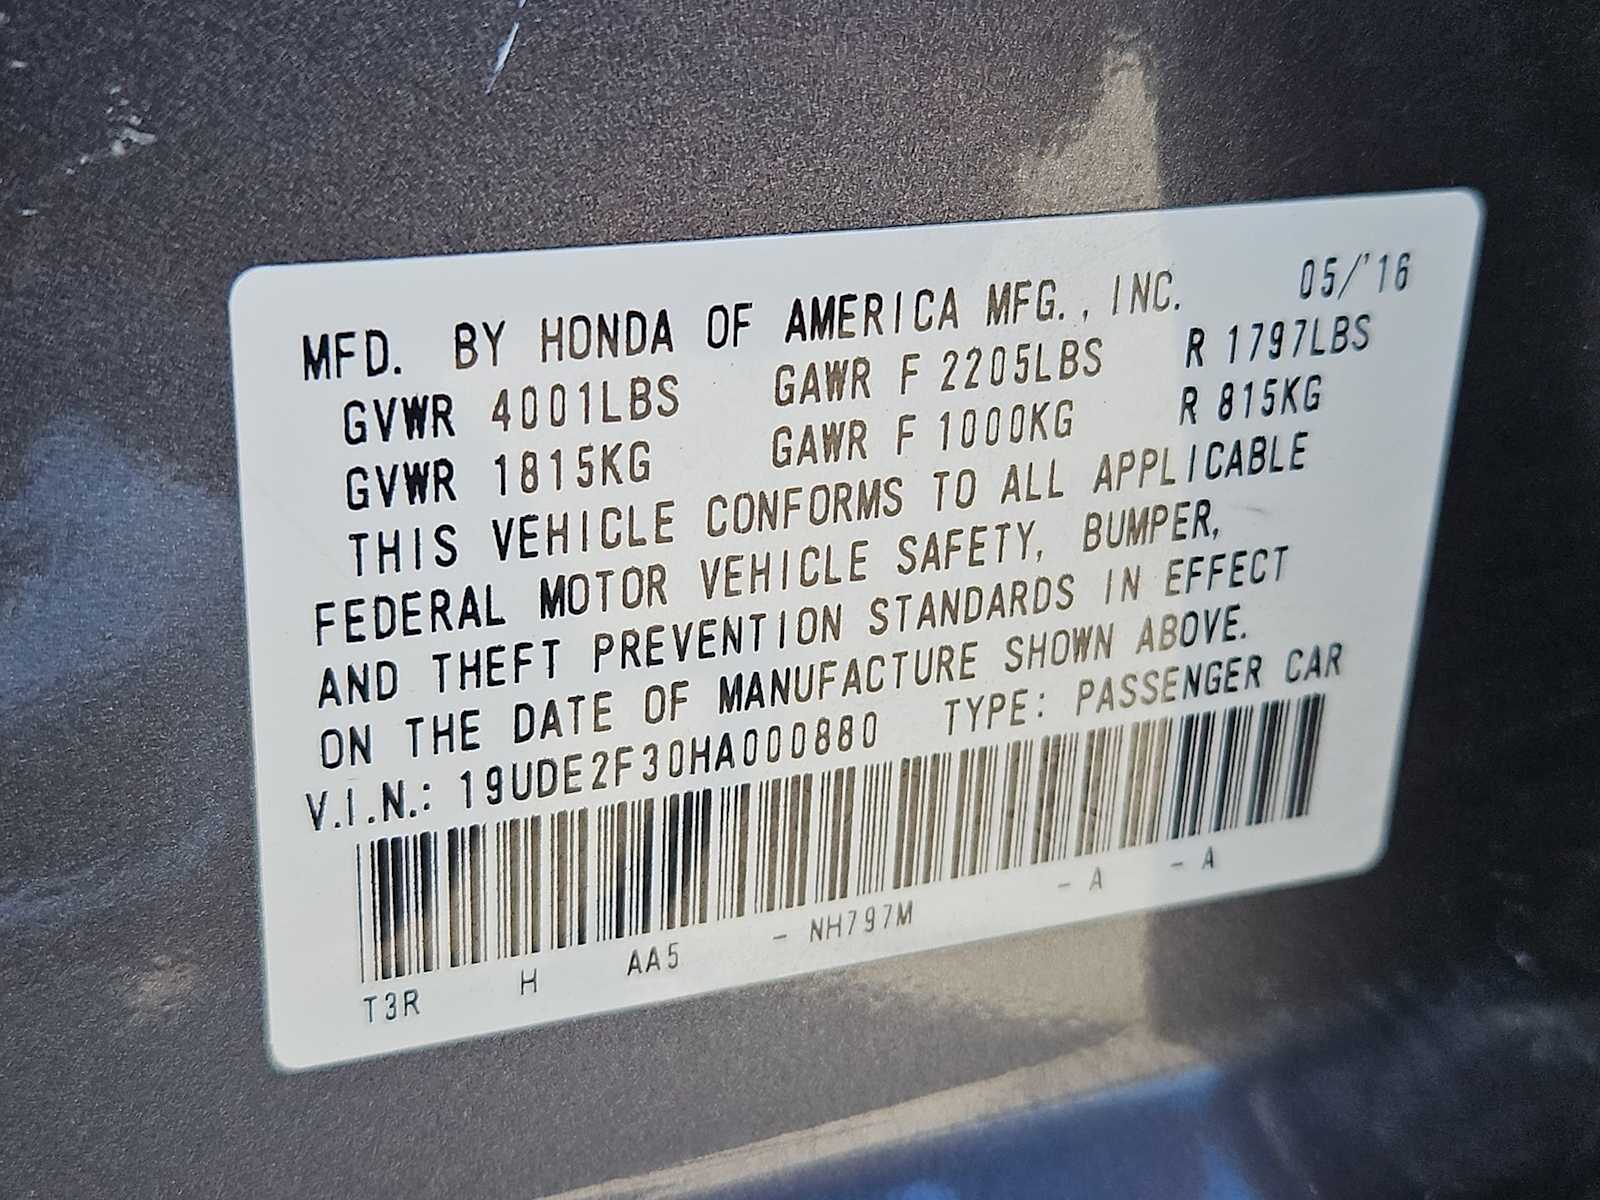 MFD. BY HONDA OF AMERICA MFG., INC. 05/'16
GVWR 4001LBS GAWR F 2205LBS R 1797LBS
GVWR 1815KG GAWR F 1000KG R 815KG
THIS VEHICLE CONFORMS TO ALL APPLICABLE
FEDERAL MOTOR VEHICLE SAFETY, BUMPER,
AND THEFT PREVENTION STANDARDS IN EFFECT
ON THE DATE OF MANUFACTURE SHOWN ABOVE.
V.I.N.: 19UDE2F30HA000880 TYPE: PASSENGER CAR
T3R H AA5 - NH797M - A - A